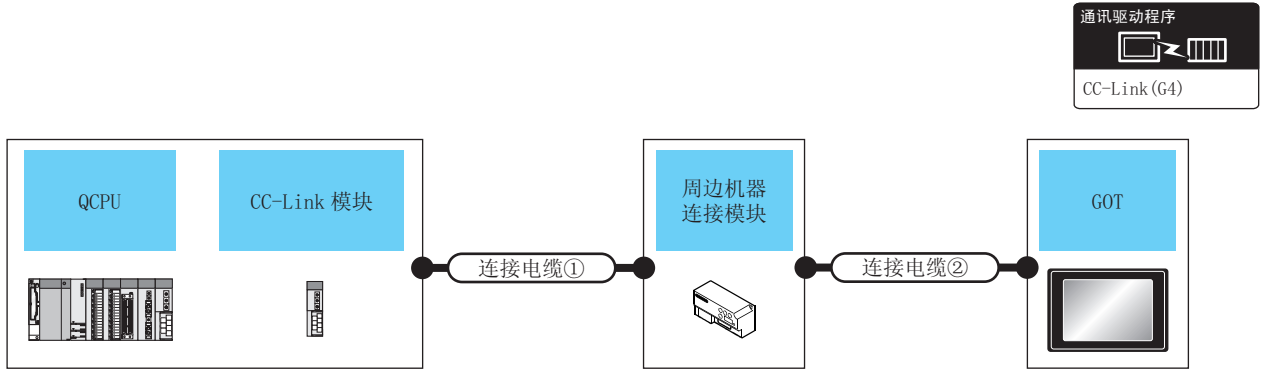 通讯驱动程序
CC-Link(G4)
QCPU
CC-Link 模块
周边机器
连接模块
GOT
连接电缆①
连接电缆②